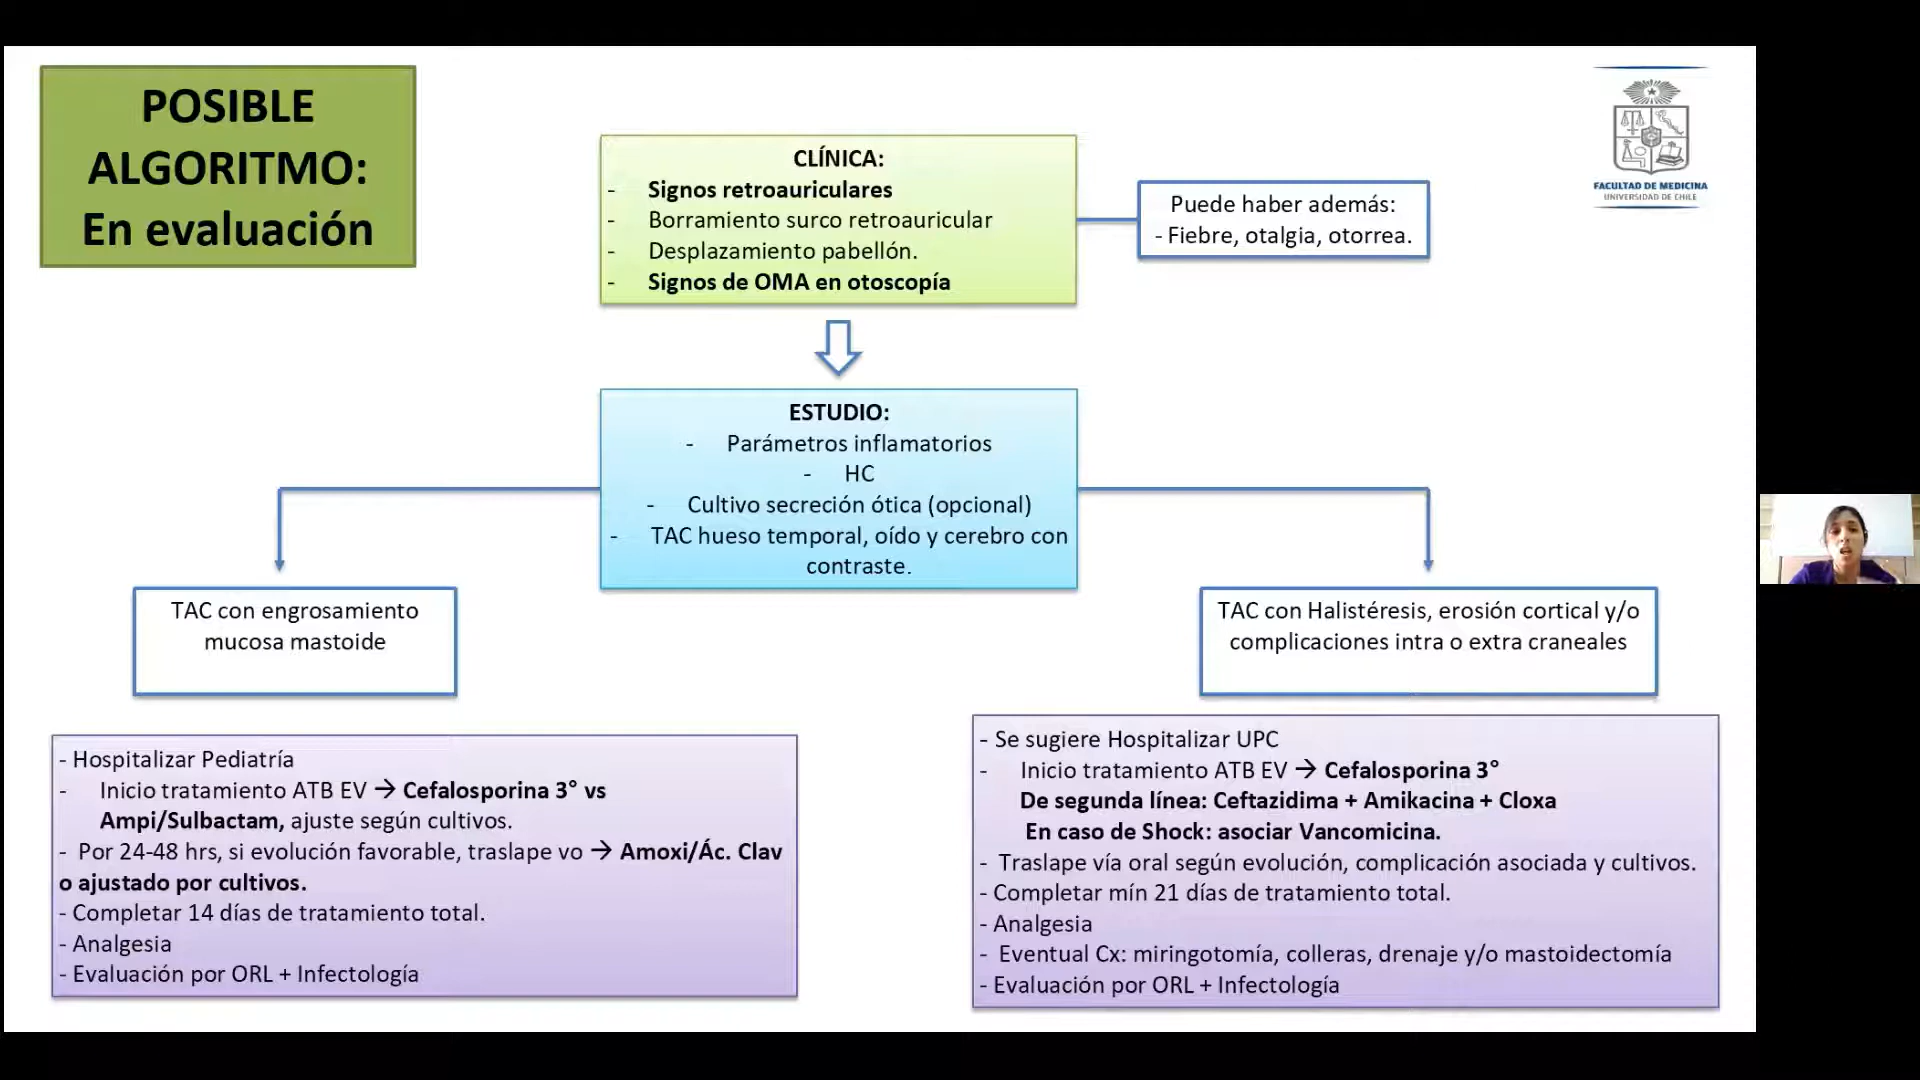 POSIBLE
ALGORITMO:
En evaluación
CLÍNICA:
- Signos retroauriculares
- Borramiento surco retroauricular
- Desplazamiento pabellón.
- Signos de OMA en otoscopía
Puede haber además:
- Fiebre, otalgia, otorrea.
FACULTAD DE MEDICINA
UNIVERSIDAD DE CHILE
ESTUDIO:
- Parámetros inflamatorios
- HC
- Cultivo secreción ótica (opcional)
- TAC hueso temporal, oído y cerebro con
contraste.
TAC con engrosamiento
mucosa mastoide
TAC con Halistéresis, erosión cortical y/o
complicaciones intra o extra craneales
- Hospitalizar Pediatría
- Inicio tratamiento ATB EV → Cefalosporina 3° vs
Ampi/Sulbactam, ajuste según cultivos.
- Por 24-48 hrs, si evolución favorable, traslape vo → Amoxi/Ác. Clav
o ajustado por cultivos.
- Completar 14 días de tratamiento total.
- Analgesia
- Evaluación por ORL + Infectología
- Se sugiere Hospitalizar UPC
- Inicio tratamiento ATB EV → Cefalosporina 3°
De segunda línea: Ceftazidima + Amikacina + Cloxa
En caso de Shock: asociar Vancomicina.
- Traslape vía oral según evolución, complicación asociada y cultivos.
- Completar mín 21 días de tratamiento total.
- Analgesia
- Eventual Cx: miringotomía, colleras, drenaje y/o mastoidectomía
- Evaluación por ORL + Infectología